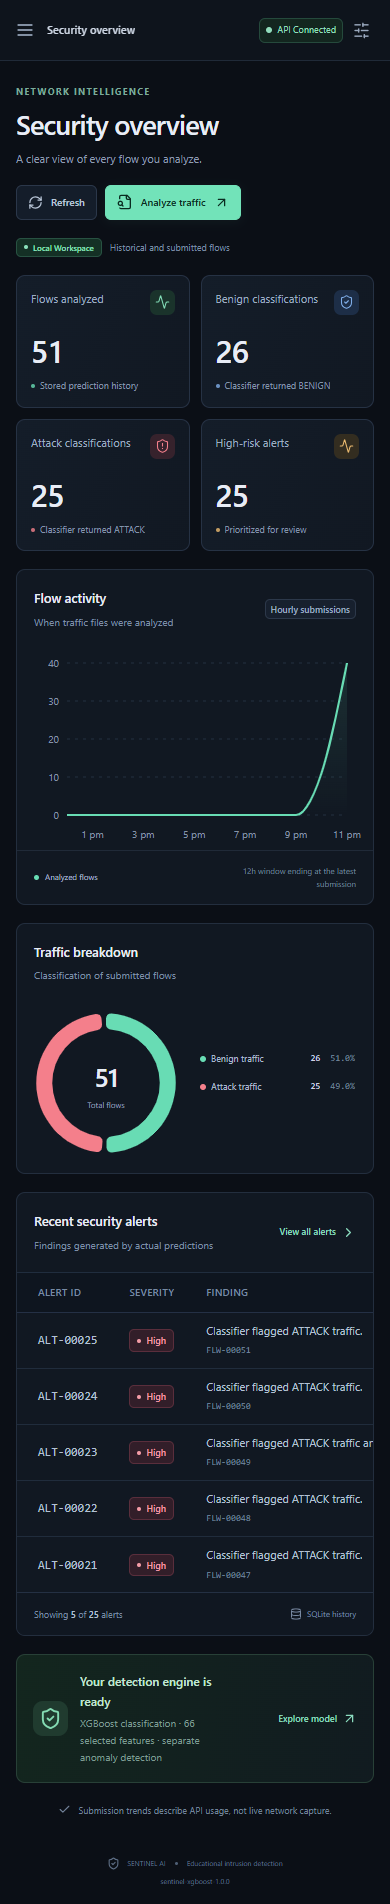 Security overview
API Connected
NETWORK INTELLIGENCE
Security overview
A clear view of every flow you analyze.
Refresh
Analyze traffic
Local Workspace
Historical and submitted flows
Flows analyzed
51
Stored prediction history
Benign classifications
26
Classifier returned BENIGN
Attack classifications
25
Classifier returned ATTACK
High-risk alerts
25
Prioritized for review
Flow activity
When traffic files were analyzed
Hourly submissions
40
30
20
10
0
1 pm 3 pm 5 pm 7 pm 9 pm 11 pm
Analyzed flows
12h window ending at the latest
submission
Traffic breakdown
Classification of submitted flows
51
Total flows
Benign traffic 26 51.0%
Attack traffic 25 49.0%
Recent security alerts
Findings generated by actual predictions
View all alerts
ALERT ID SEVERITY FINDING
ALT-00025 High Classifier flagged ATTACK traffic.
FLW-00051
ALT-00024 High Classifier flagged ATTACK traffic.
FLW-00050
ALT-00023 High Classifier flagged ATTACK traffic ar
FLW-00049
ALT-00022 High Classifier flagged ATTACK traffic.
FLW-00048
ALT-00021 High Classifier flagged ATTACK traffic.
FLW-00047
Showing 5 of 25 alerts
SQLite history
Your detection engine is
ready
XGBoost classification · 66
selected features · separate
anomaly detection
Explore model
Submission trends describe API usage, not live network capture.
SENTINEL AI • Educational intrusion detection
sentinel-xgboost-1.0.0